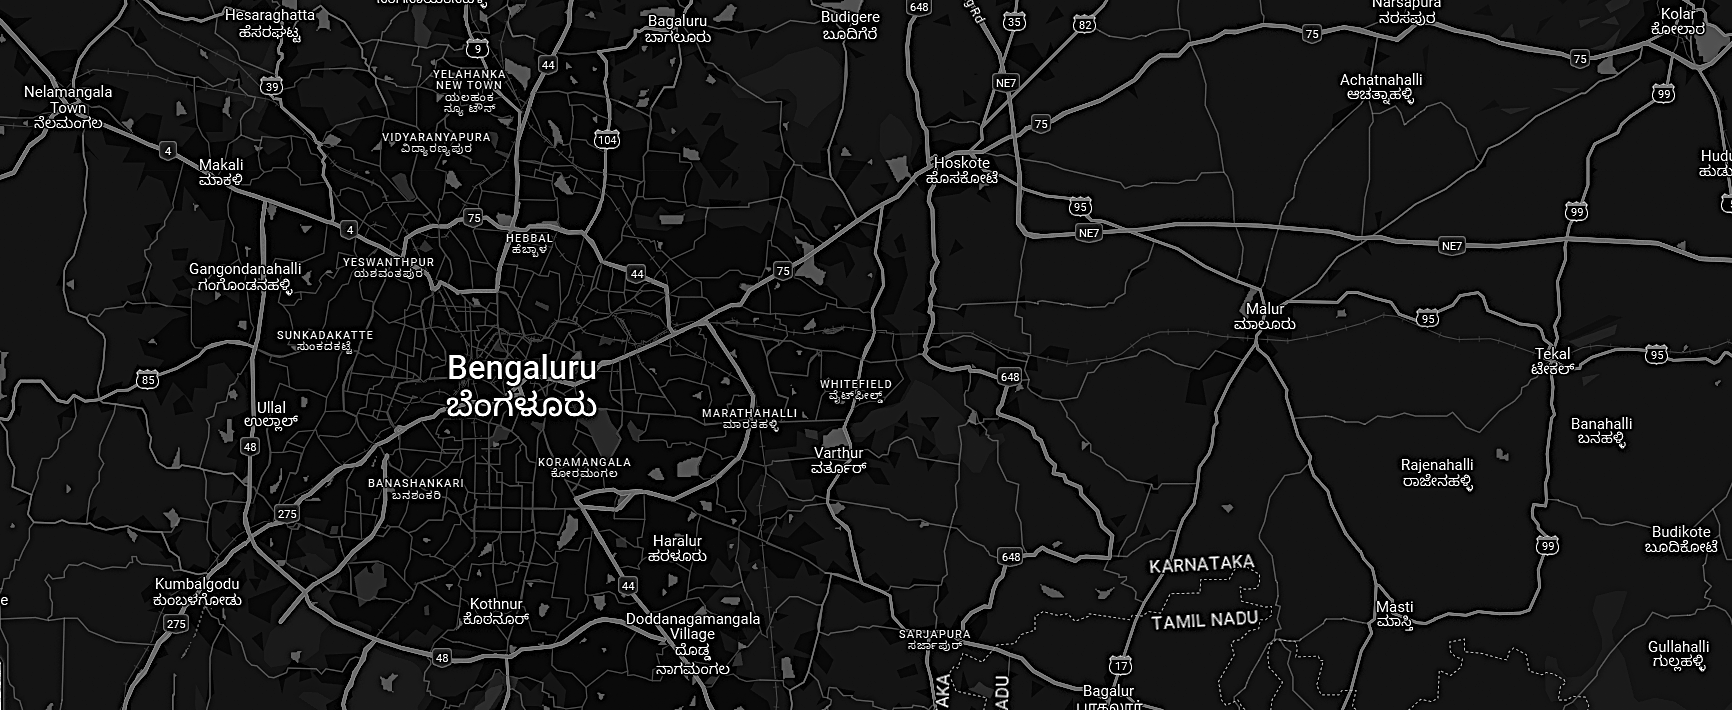 Hesaraghatta
ಹೆಸರಘಟ್ಟ
Bagaluru
ಬಾಗಲೂರು
Budigere
ಬೂದಿಗೆರೆ
648
35
82
NE7
75
Narsapura
ನರಸಪುರ
Kolar
ಕೋಲಾರ
75
9
44
YELAHANKA
NEW TOWN
ಯಲಹಂಕ
ನ್ಯೂ ಟೌನ್
39
Nelamangala
Town
ನೆಲಮಂಗಲ
Achatnahalli
ಆಚತ್ನಾಹಳ್ಳಿ
99
104
VIDYARANYAPURA
ವಿದ್ಯಾರಣ್ಯಪುರ
75
4
Makali
ಮಾಕಳಿ
Hoskote
ಹೊಸಕೋಟೆ
95
99
75
4
HEBBAL
ಹೆಬ್ಬಾಳ
NE7
NE7
YESWANTHPUR
ಯಶವಂತಪುರ
Gangondanahalli
ಗಂಗೊಂಡನಹಳ್ಳಿ
44
75
Malur
ಮಾಲೂರು
95
SUNKADAKATTE
ಸುಂಕದಕಟ್ಟೆ
Tekal
ಟೇಕಲ್
95
Bengaluru
ಬೆಂಗಳೂರು
85
648
WHITEFIELD
ವೈಟ್‌ಫೀಲ್ಡ್
Ullal
ಉಲ್ಲಾಲ್
MARATHAHALLI
ಮಾರತಹಳ್ಳಿ
Banahalli
ಬನಹಳ್ಳಿ
48
Varthur
ವರ್ತೂರ್
KORAMANGALA
ಕೋರಮಂಗಲ
Rajenahalli
ರಾಜೇನಹಳ್ಳಿ
BANASHANKARI
ಬನಶಂಕರಿ
275
Haralur
ಹರಳೂರು
Budikote
ಬೂದಿಕೋಟೆ
99
648
KARNATAKA
TAMIL NADU
Kumbalgodu
ಕುಂಬಳಗೋಡು
44
275
Kothnur
ಕೊಠನೂರ್
Doddanagamangala
Village
ದೊಡ್ಡ
ನಾಗಮಂಗಲ
Masti
ಮಾಸ್ತಿ
SARJAPURA
ಸರ್ಜಾಪುರ್
48
17
Gullahalli
ಗುಲ್ಲಹಳ್ಳಿ
Bagalur